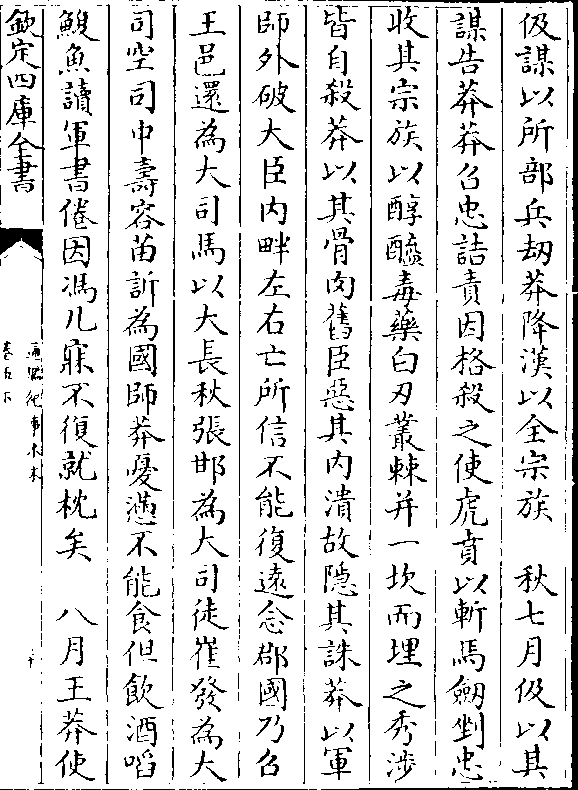 伋謀以所部兵劫莽降漢以全宗族　秋七月伋以其
謀告莽莽召忠詰責因格殺之使虎賁以斬馬劒剉忠
收其宗族以醇醯毒藥白刃叢棘并一坎而埋之秀涉
皆自殺莽以其骨肉舊臣惡其内潰故隠其誅莽以軍
師外破大臣内畔左右亡所信不能復逺念郡國乃召
王邑還為大司馬以大長秋張邯為大司徒崔發為大
司空司中壽容苗訢為國師莽憂懣不能食但飲酒㗖
鰒魚讀軍書倦因馮几寐不復就枕矣　八月王莽使
欽定四庫全書
通鑑紀事本末
卷五下